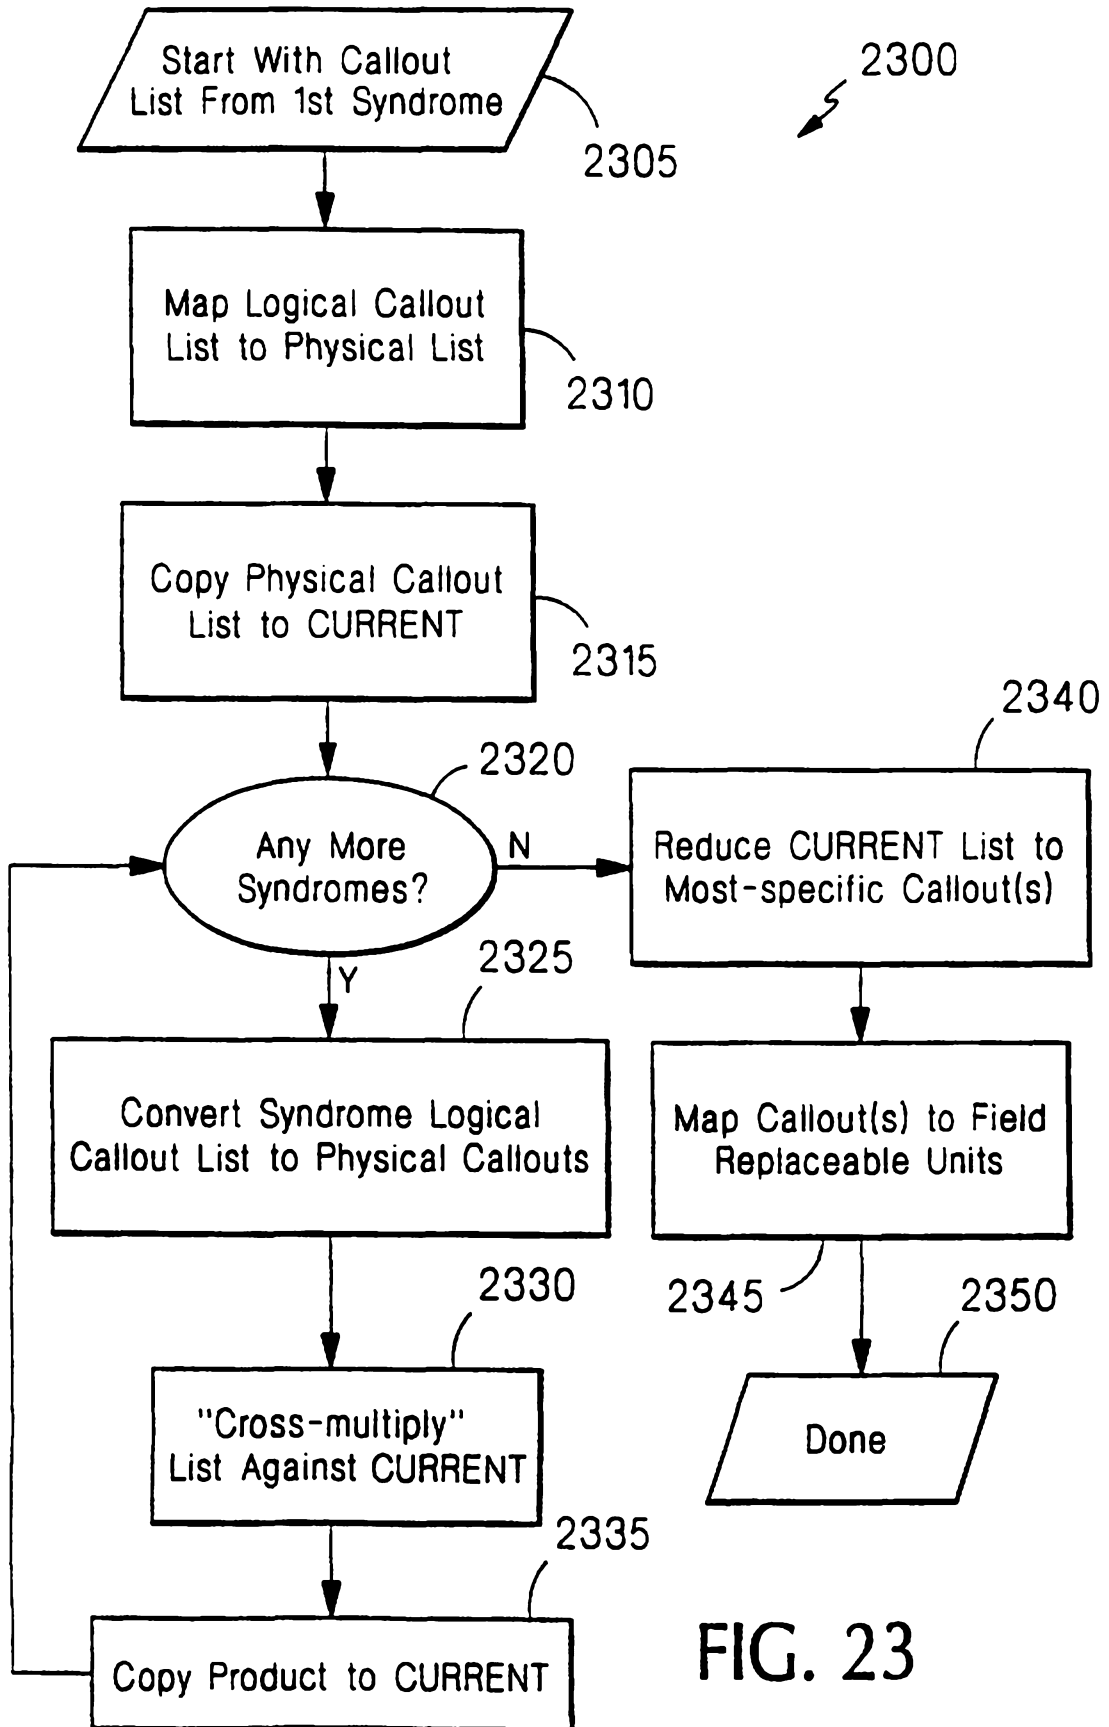 Start With Callout
List From 1st Syndrome
2300
2305
Map Logical Callout
List to Physical List
2310
Copy Physical Callout
List to CURRENT
2315
2320
Any More
Syndromes?
N
Y
2340
Reduce CURRENT List to
Most-specific Callout(s)
2325
Convert Syndrome Logical
Callout List to Physical Callouts
Map Callout(s) to Field
Replaceable Units
2345
2330
"Cross-multiply"
List Against CURRENT
2350
Done
2335
Copy Product to CURRENT
FIG. 23